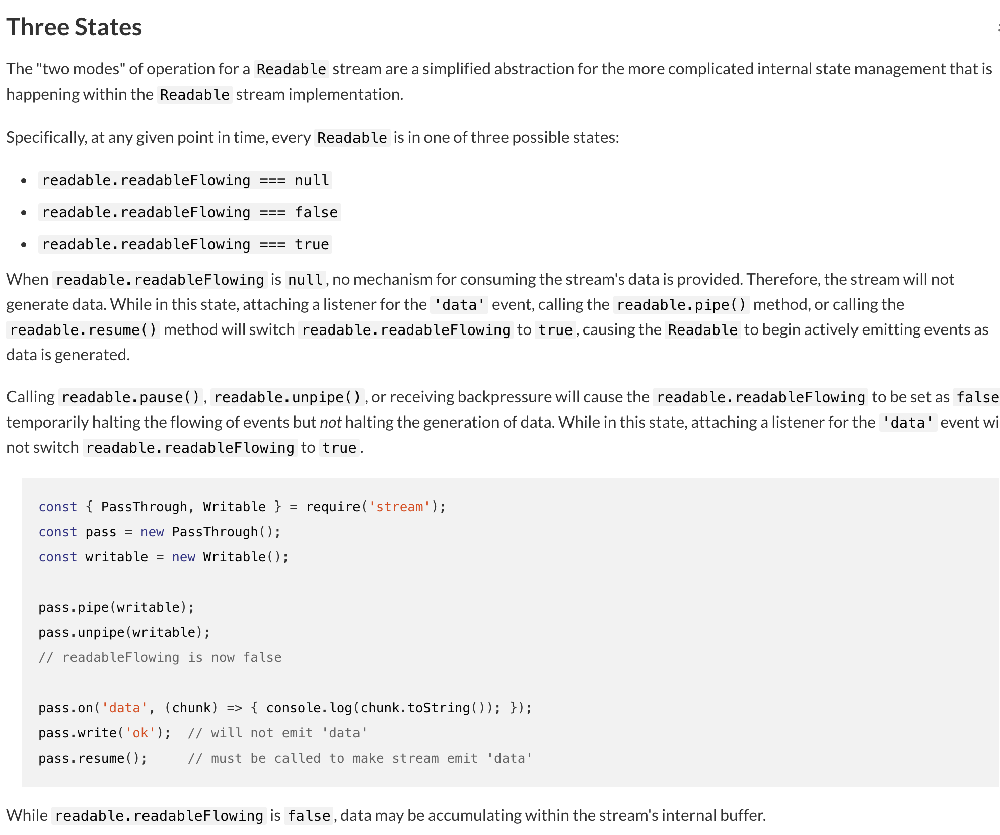 Three States
The "two modes" of operation for a Readable stream are a simplified abstraction for the more complicated internal state management that is
happening within the Readable stream implementation.
Specifically, at any given point in time, every Readable is in one of three possible states:
• readable.readableFlowing === null
• readable.readableFlowing === false
• readable.readableFlowing === true
When readable.readableFlowing is null, no mechanism for consuming the stream's data is provided. Therefore, the stream will not
generate data. While in this state, attaching a listener for the 'data' event, calling the readable.pipe() method, or calling the
readable.resume() method will switch readable.readableFlowing to true, causing the Readable to begin actively emitting events as
data is generated.
Calling readable.pause(), readable.unpipe(), or receiving backpressure will cause the readable.readableFlowing to be set as false
temporarily halting the flowing of events but not halting the generation of data. While in this state, attaching a listener for the 'data' event wi
not switch readable.readableFlowing to true.
const { PassThrough, Writable } = require('stream');
const pass = new PassThrough();
const writable = new Writable();
pass.pipe(writable);
pass.unpipe(writable);
// readableFlowing is now false
pass.on('data', (chunk) => { console.log(chunk.toString()); });
pass.write('ok');  // will not emit 'data'
pass.resume();     // must be called to make stream emit 'data'
While readable.readableFlowing is false, data may be accumulating within the stream's internal buffer.